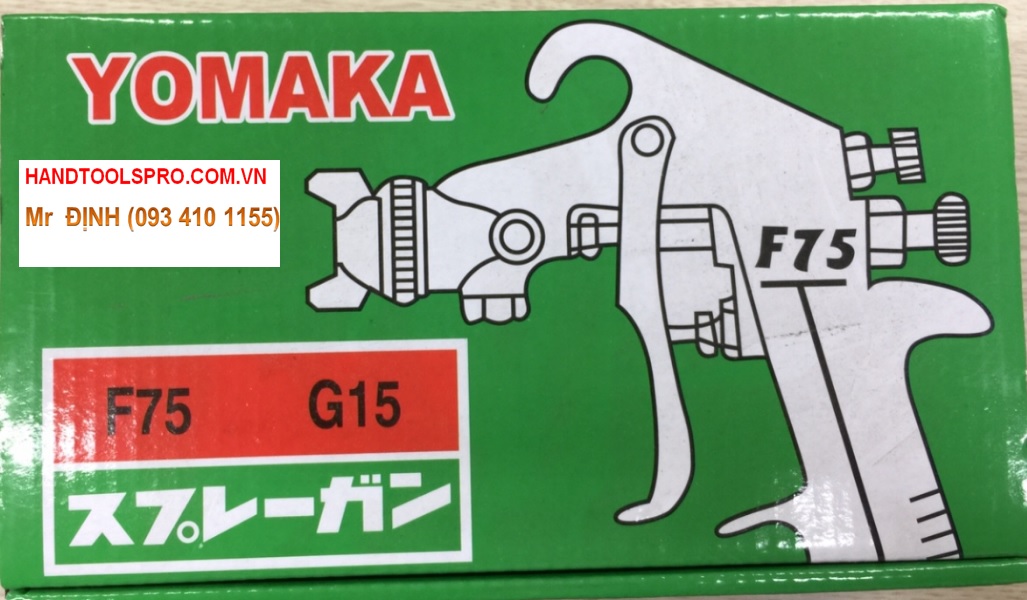 YOMAKA
HANDTOOLSPRO.COM.VN
Mr ĐỊNH (093 410 1155)
F75
F75 G15
スプレーガン